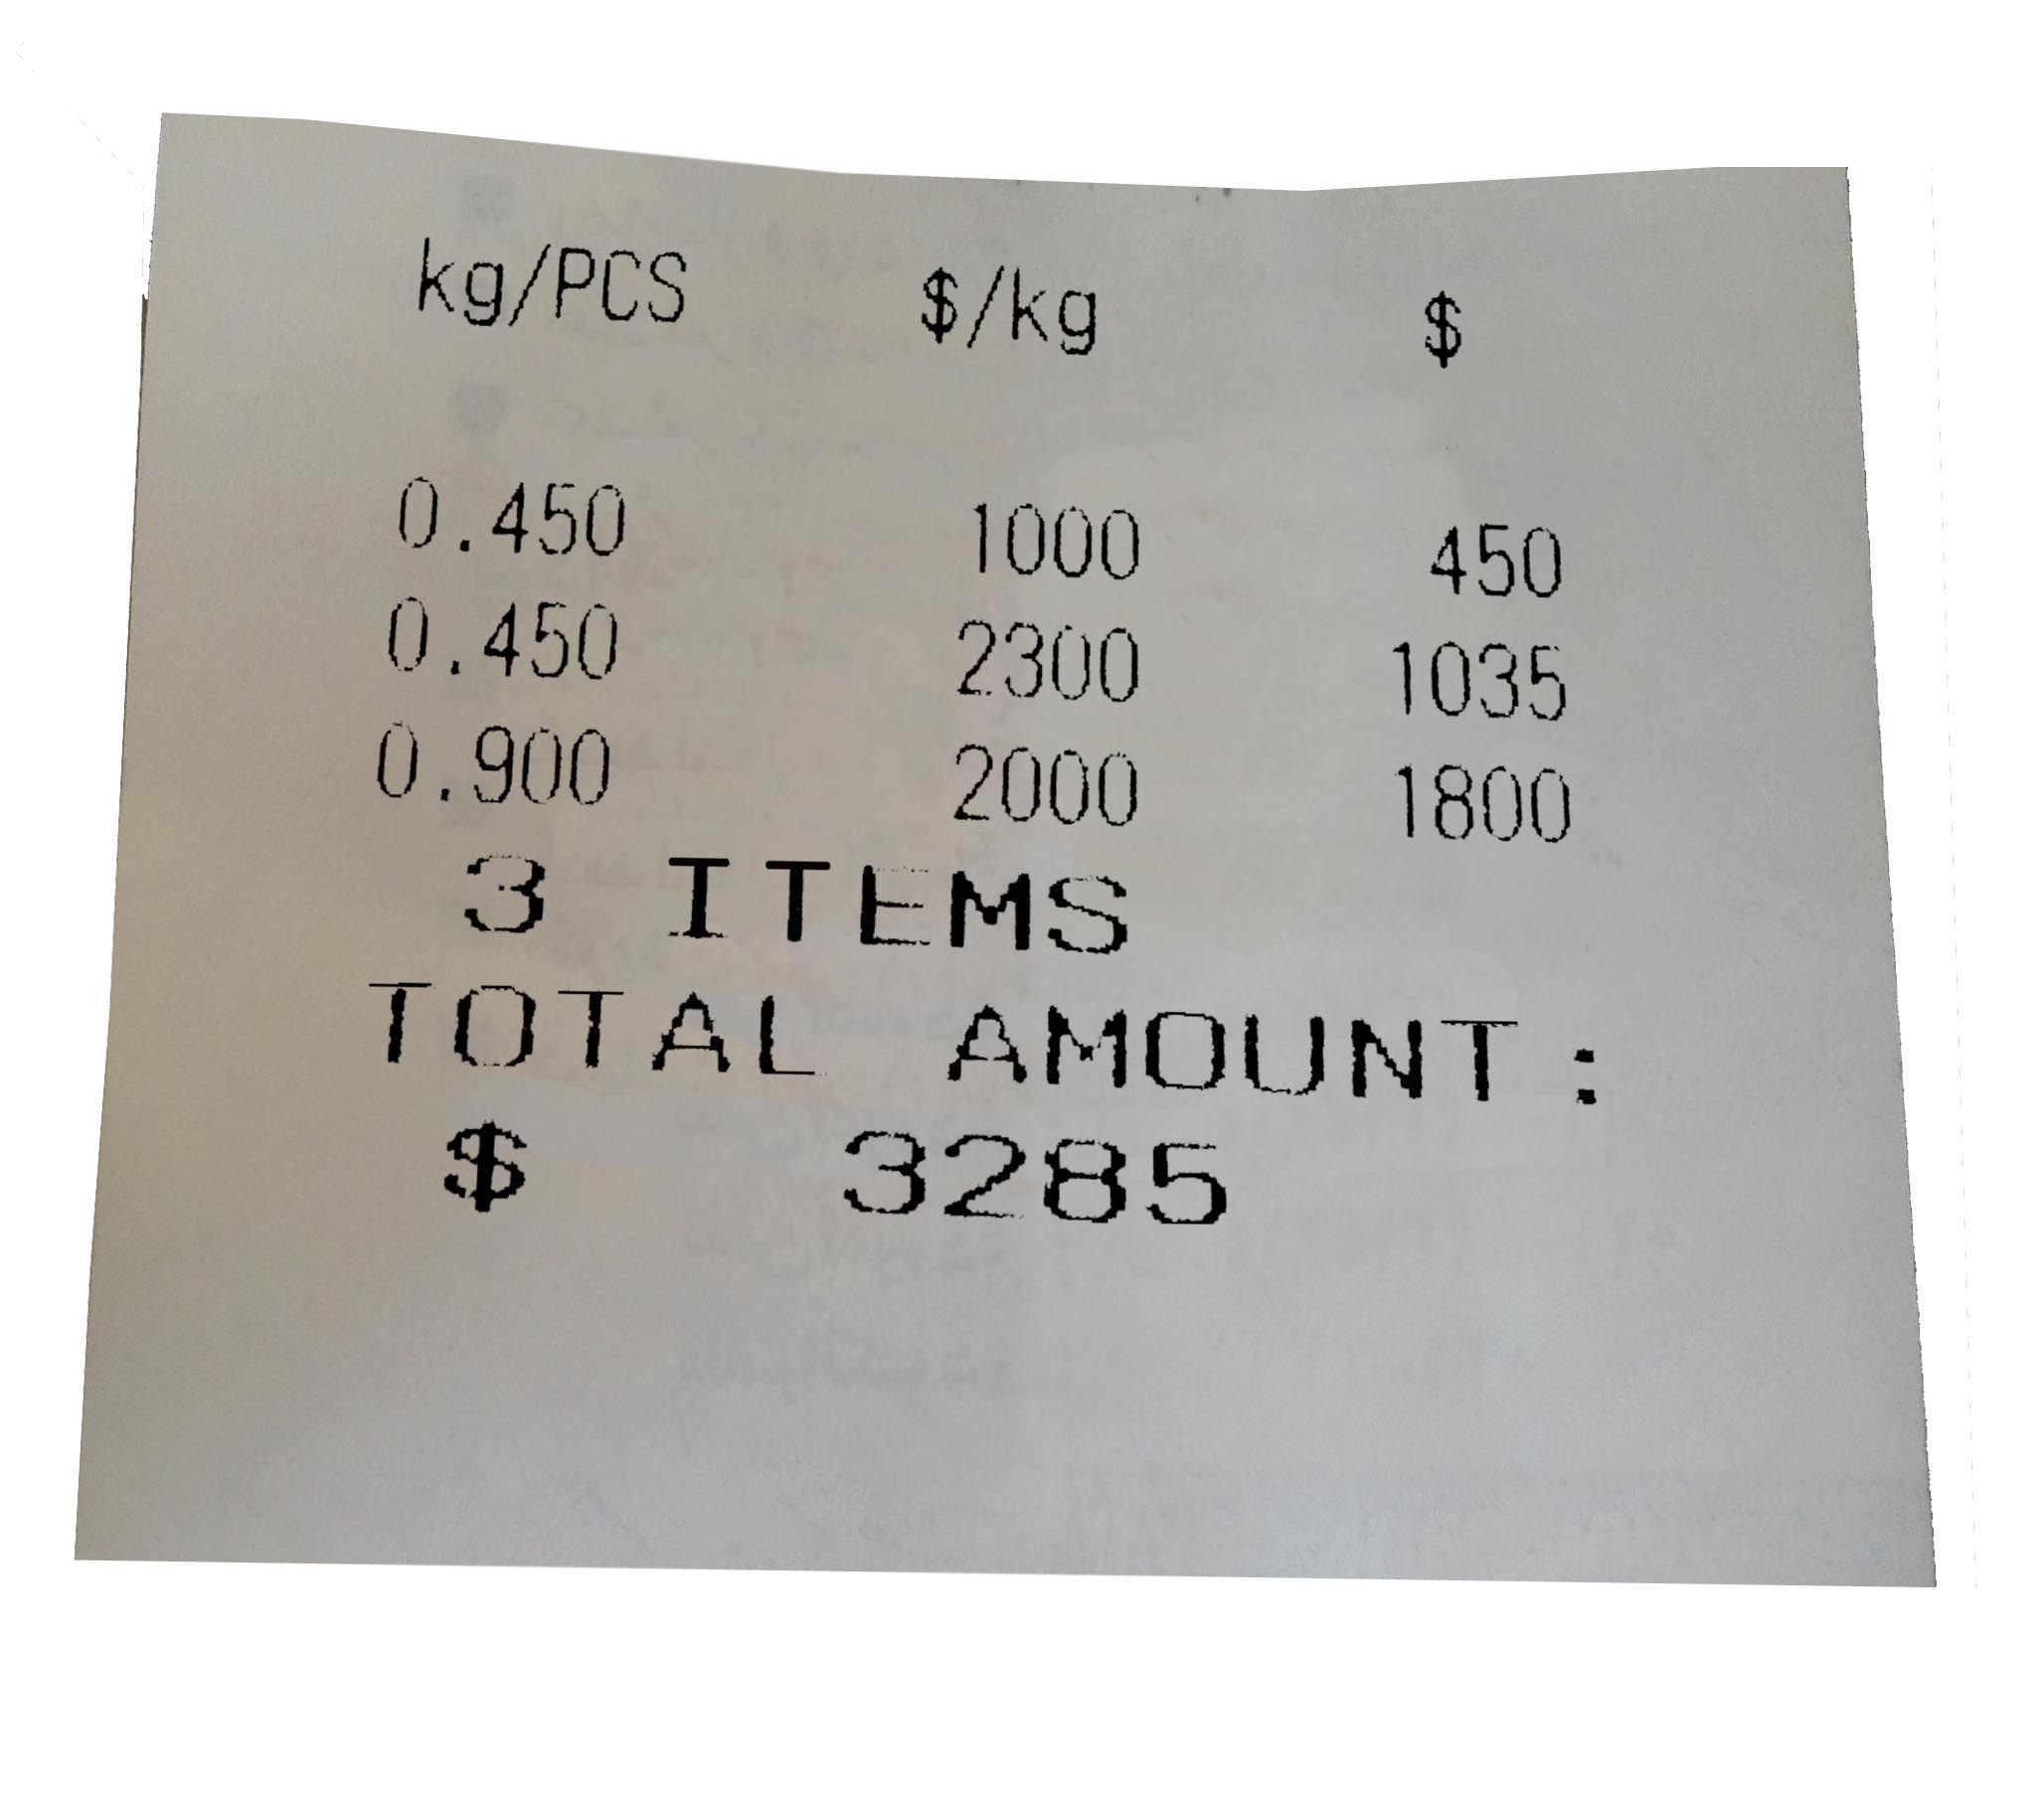 kg/PCS $/kg $
0.450 1000 450
0.450 2300 1035
0.900 2000 1800
3 ITEMS
TOTAL AMOUNT:
$ 3285